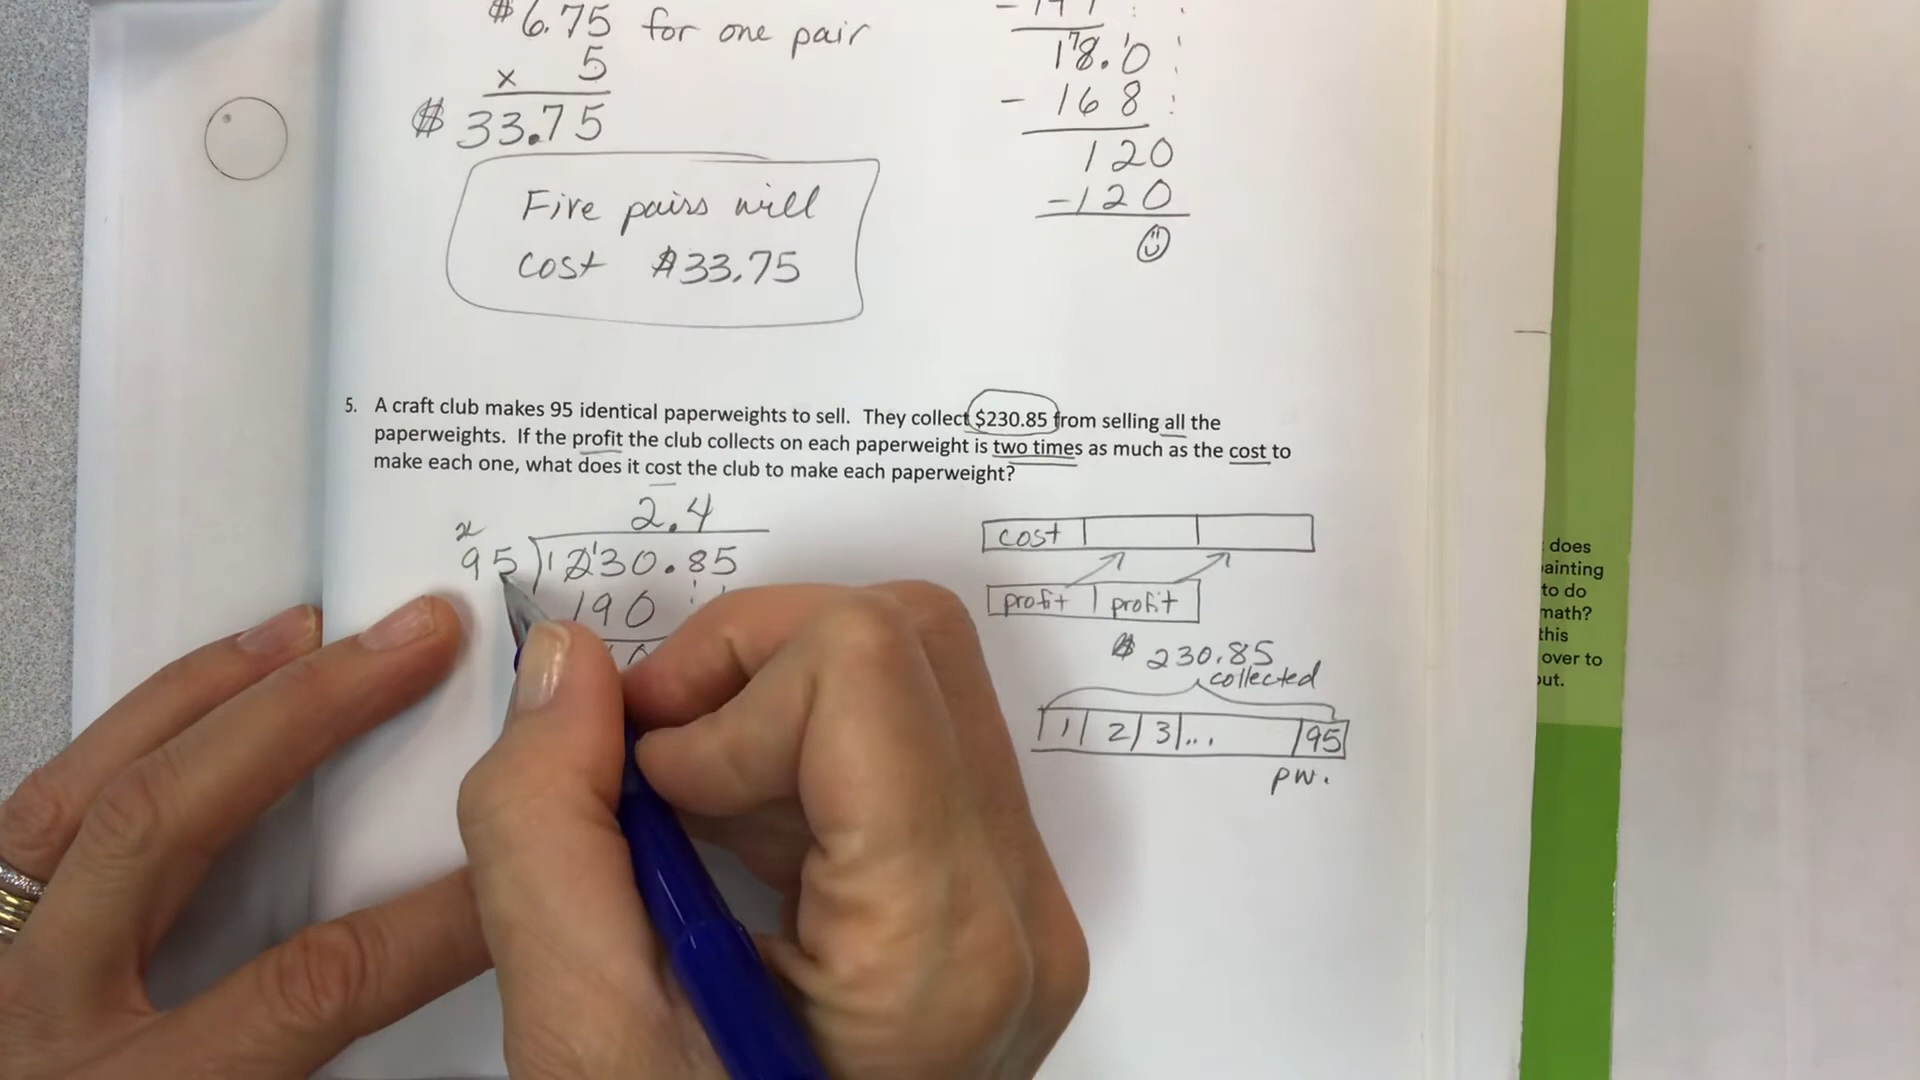 $6.75 for one pair
x 5
$33.75
Five pairs will
cost $33.75
18.0
- 168
120
-120
5. A craft club makes 95 identical paperweights to sell. They collect $230.85 from selling all the
paperweights. If the profit the club collects on each paperweight is two times as much as the cost to
make each one, what does it cost the club to make each paperweight?
2.4
95 230.85
190
cost
profit profit
$230.85
collected
1 2 3 ... 95
pw.
does
ainting
to do
math?
this
over to
out.